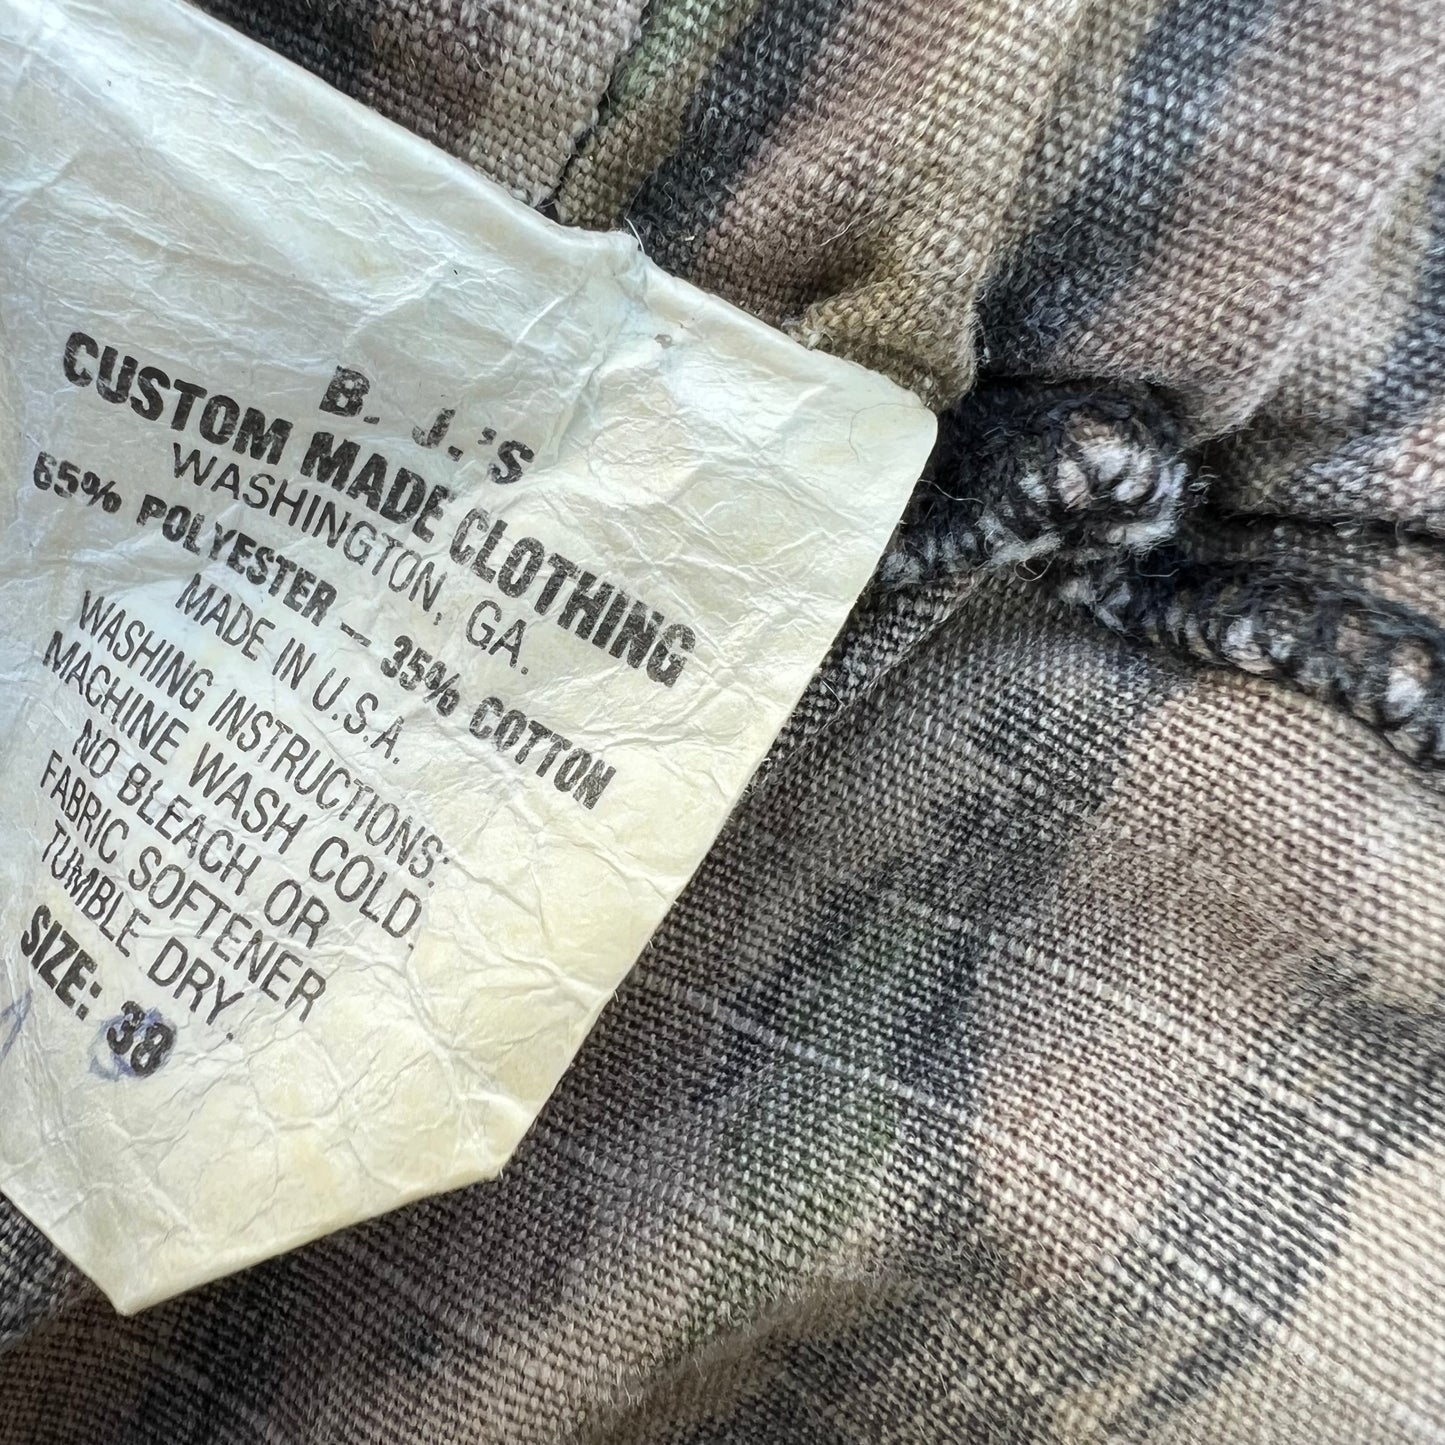 B. J.'s
CUSTOM MADE CLOTHING
WASHINGTON, GA.
65% POLYESTER — 35% COTTON
MADE IN U.S.A.
WASHING INSTRUCTIONS:
MACHINE WASH COLD.
NO BLEACH OR
FABRIC SOFTENER
TUMBLE DRY.
SIZE: 38